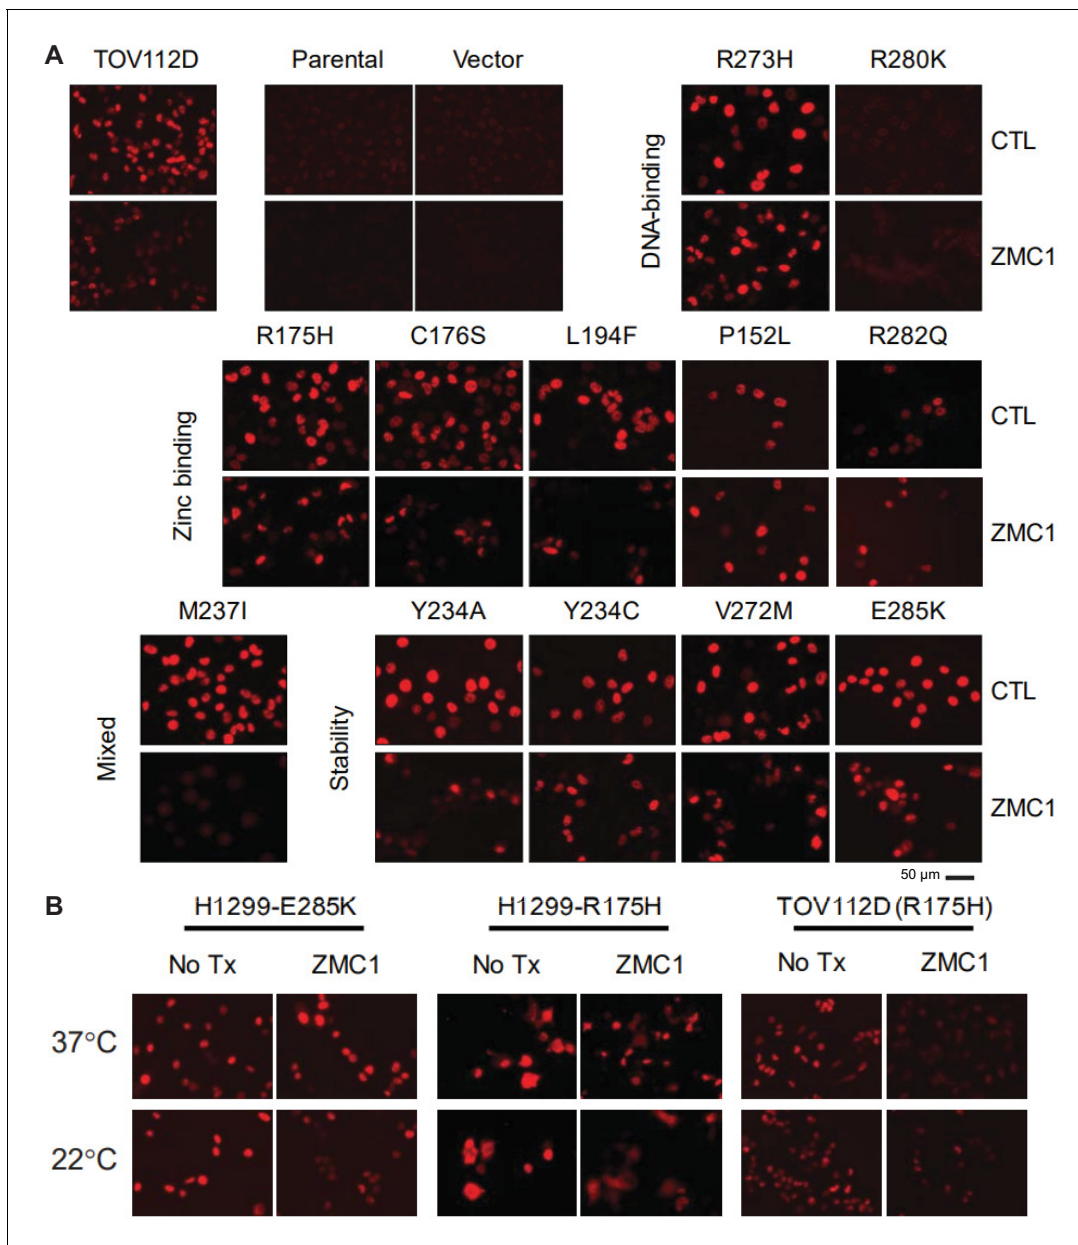 A
TOV112D Parental Vector R273H R280K
DNA-binding
CTL
ZMC1
R175H C176S L194F P152L R282Q
Zinc binding
CTL
ZMC1
M237I Y234A Y234C V272M E285K
Mixed
Stability
CTL
ZMC1
50 µm
B
H1299-E285K H1299-R175H TOV112D (R175H)
No Tx ZMC1 No Tx ZMC1 No Tx ZMC1
37°C
22°C